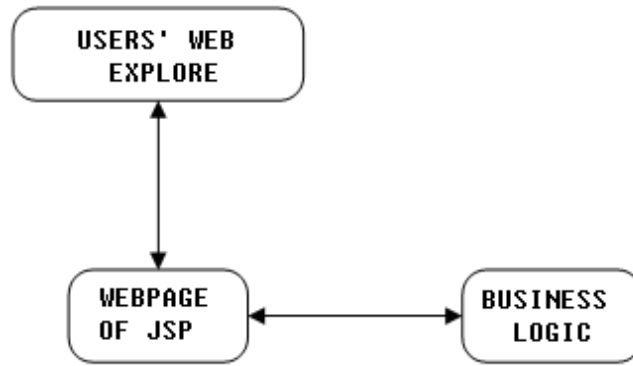 USERS' WEB
EXPLORE
WEBPAGE
OF JSP
BUSINESS
LOGIC